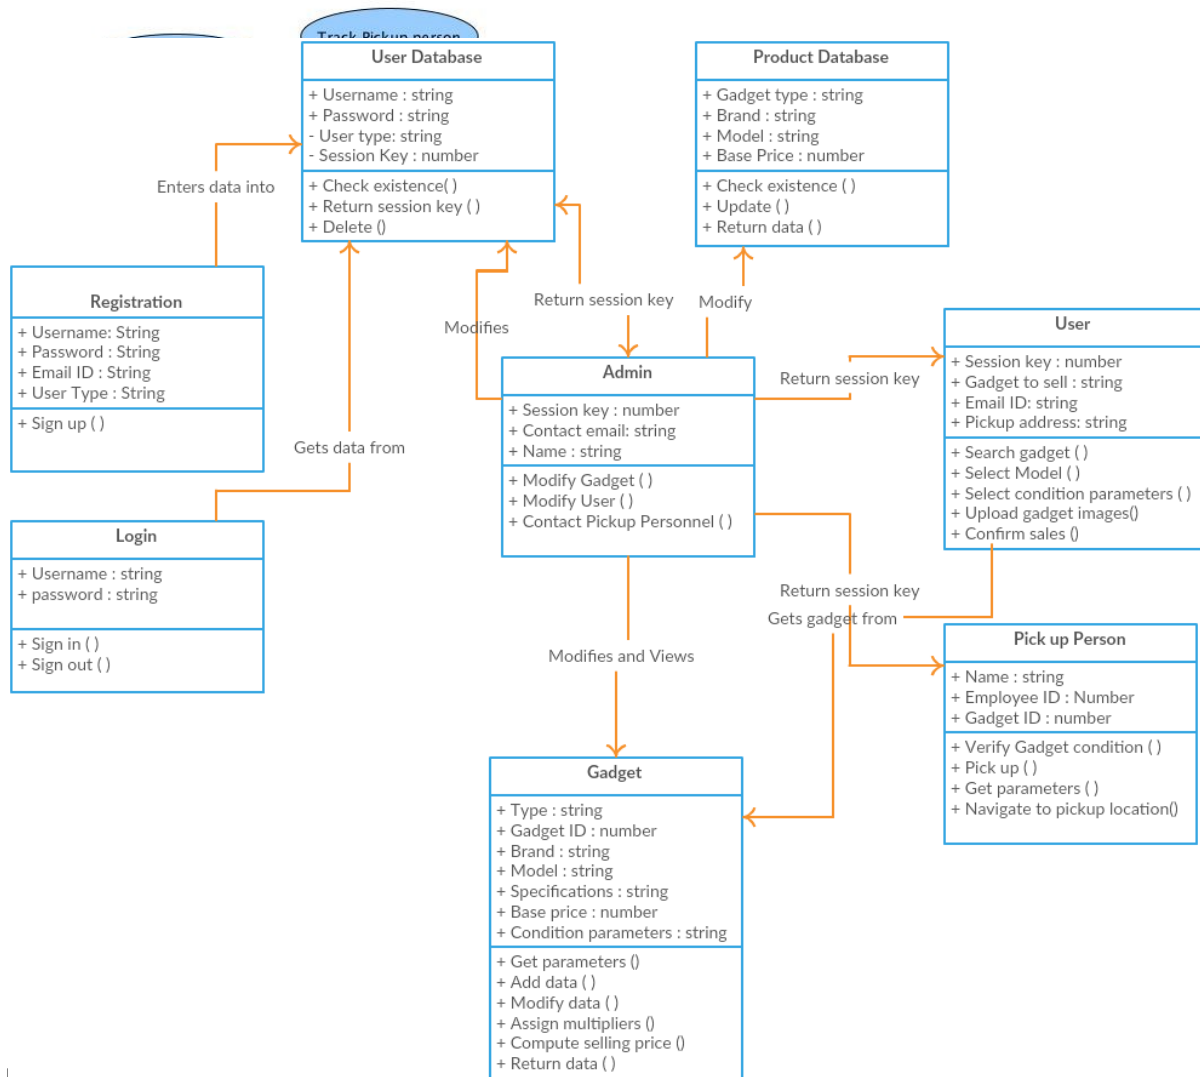 Track Pickup person
User Database
+ Username : string
+ Password : string
- User type: string
- Session Key : number
+ Check existence( )
+ Return session key ( )
+ Delete ()
Product Database
+ Gadget type : string
+ Brand : string
+ Model : string
+ Base Price : number
+ Check existence ( )
+ Update ( )
+ Return data ( )
Enters data into
Registration
+ Username: String
+ Password : String
+ Email ID : String
+ User Type : String
+ Sign up ( )
Modifies
Return session key
Modify
Gets data from
Login
+ Username : string
+ password : string
+ Sign in ( )
+ Sign out ( )
Admin
+ Session key : number
+ Contact email: string
+ Name : string
+ Modify Gadget ( )
+ Modify User ( )
+ Contact Pickup Personnel ( )
Return session key
User
+ Session key : number
+ Gadget to sell : string
+ Email ID: string
+ Pickup address: string
+ Search gadget ( )
+ Select Model ( )
+ Select condition parameters ( )
+ Upload gadget images()
+ Confirm sales ()
Return session key
Gets gadget from
Modifies and Views
Pick up Person
+ Name : string
+ Employee ID : Number
+ Gadget ID : number
+ Verify Gadget condition ( )
+ Pick up ( )
+ Get parameters ( )
+ Navigate to pickup location()
Gadget
+ Type : string
+ Gadget ID : number
+ Brand : string
+ Model : string
+ Specifications : string
+ Base price : number
+ Condition parameters : string
+ Get parameters ()
+ Add data ( )
+ Modify data ( )
+ Assign multipliers ()
+ Compute selling price ()
+ Return data ( )